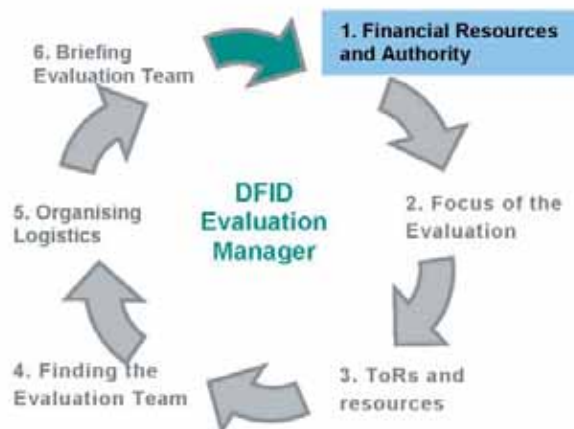 1. Financial Resources
and Authority
2. Focus of the
Evaluation
3. ToRs and
resources
4. Finding the
Evaluation Team
5. Organising
Logistics
6. Briefing
Evaluation Team
DFID
Evaluation
Manager